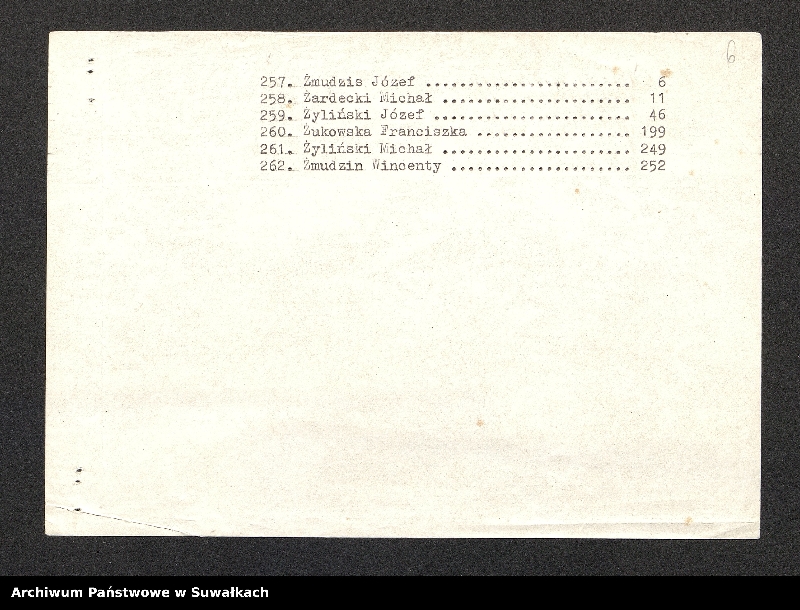 6
257. Żmudzis Józef ........................ 6
258. Żardecki Michał ...................... 11
259. Żyliński Józef ....................... 46
260. Żukowska Franciszka .................. 199
261. Żyliński Michał ...................... 249
262. Żmudzin Wincenty ..................... 252
Archiwum Państwowe w Suwałkach